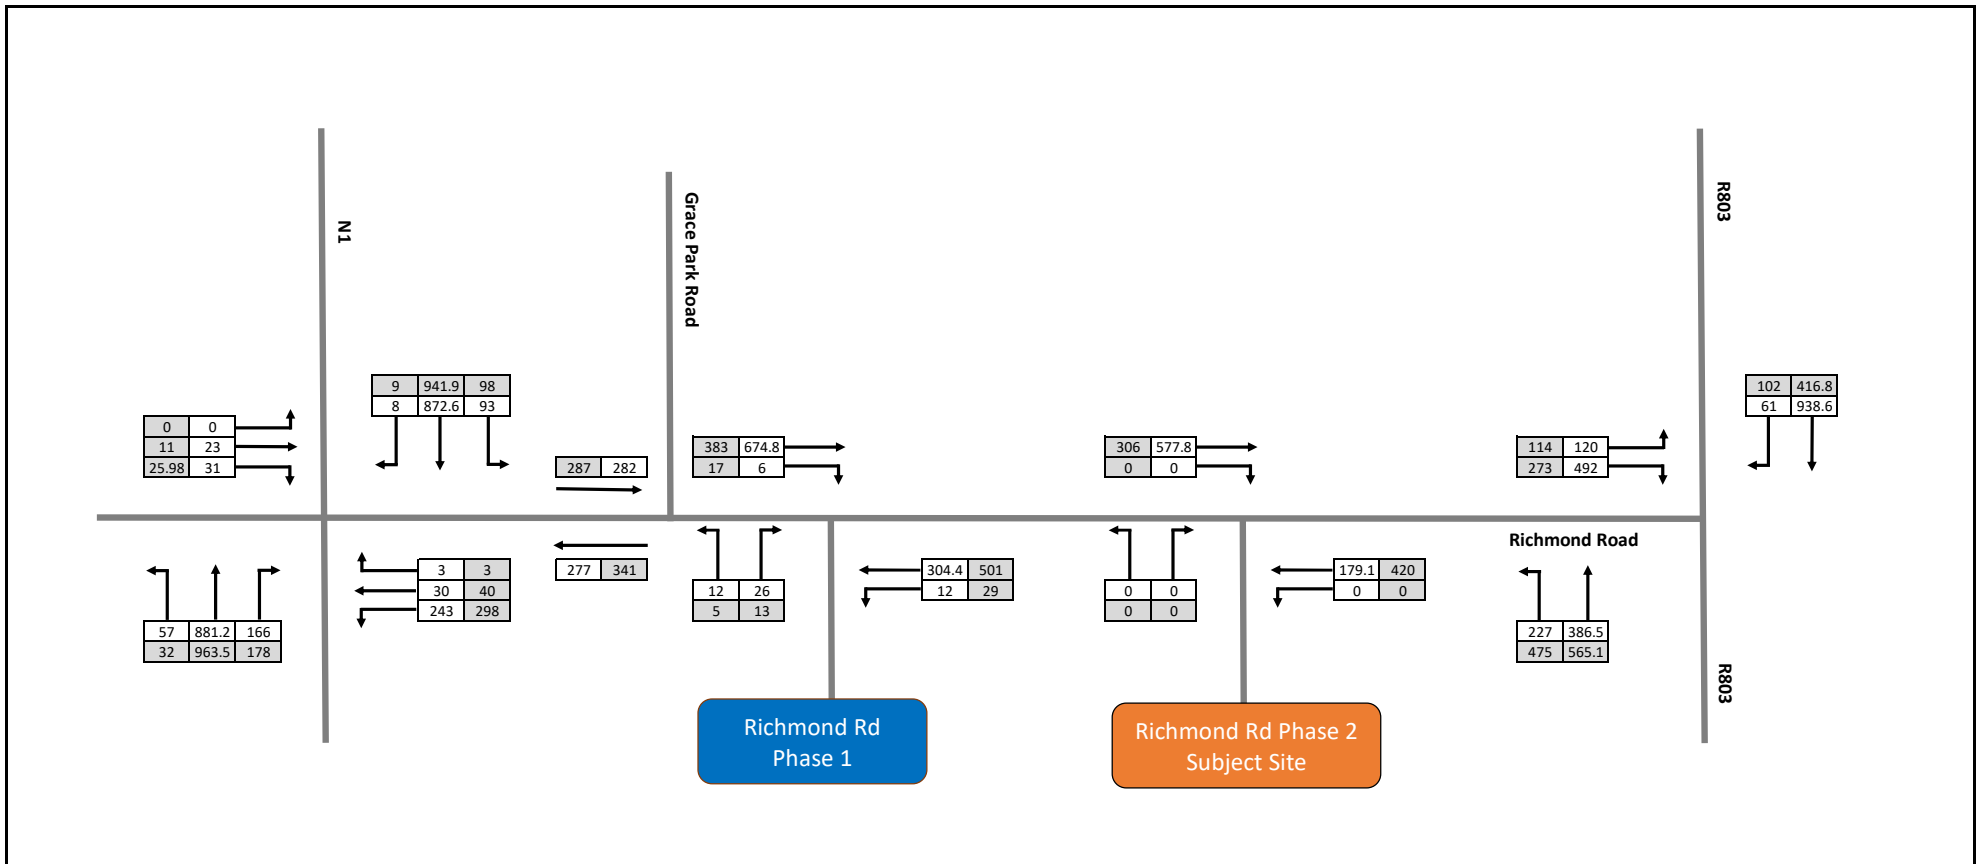 N1
Grace Park Road
R803
9 941.9 98
8 872.6 93
102 416.8
61 938.6
0 0
11 23
25.98 31
287 282
383 674.8
17 6
306 577.8
0 0
114 120
273 492
Richmond Road
3 3
30 40
243 298
277 341
12 26
5 13
304.4 501
12 29
0 0
0 0
179.1 420
0 0
57 881.2 166
32 963.5 178
227 386.5
475 565.1
R803
Richmond Rd
Phase 1
Richmond Rd Phase 2
Subject Site